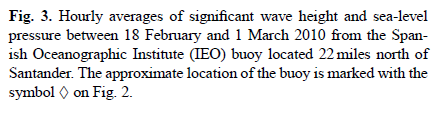 Fig. 3. Hourly averages of significant wave height and sea-level
pressure between 18 February and 1 March 2010 from the Span-
ish Oceanographic Institute (IEO) buoy located 22 miles north of
Santander. The approximate location of the buoy is marked with the
symbol ◊ on Fig. 2.